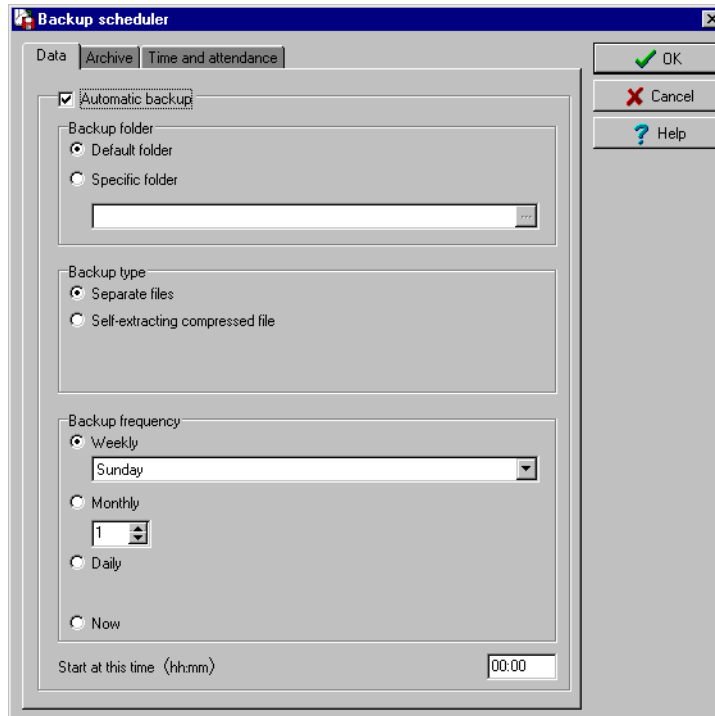 Backup scheduler
Data
Archive
Time and attendance
OK
Cancel
Help
Automatic backup
Backup folder
Default folder
Specific folder
...
Backup type
Separate files
Self-extracting compressed file
Backup frequency
Weekly
Sunday
Monthly
1
Daily
Now
Start at this time (hh:mm)
00:00